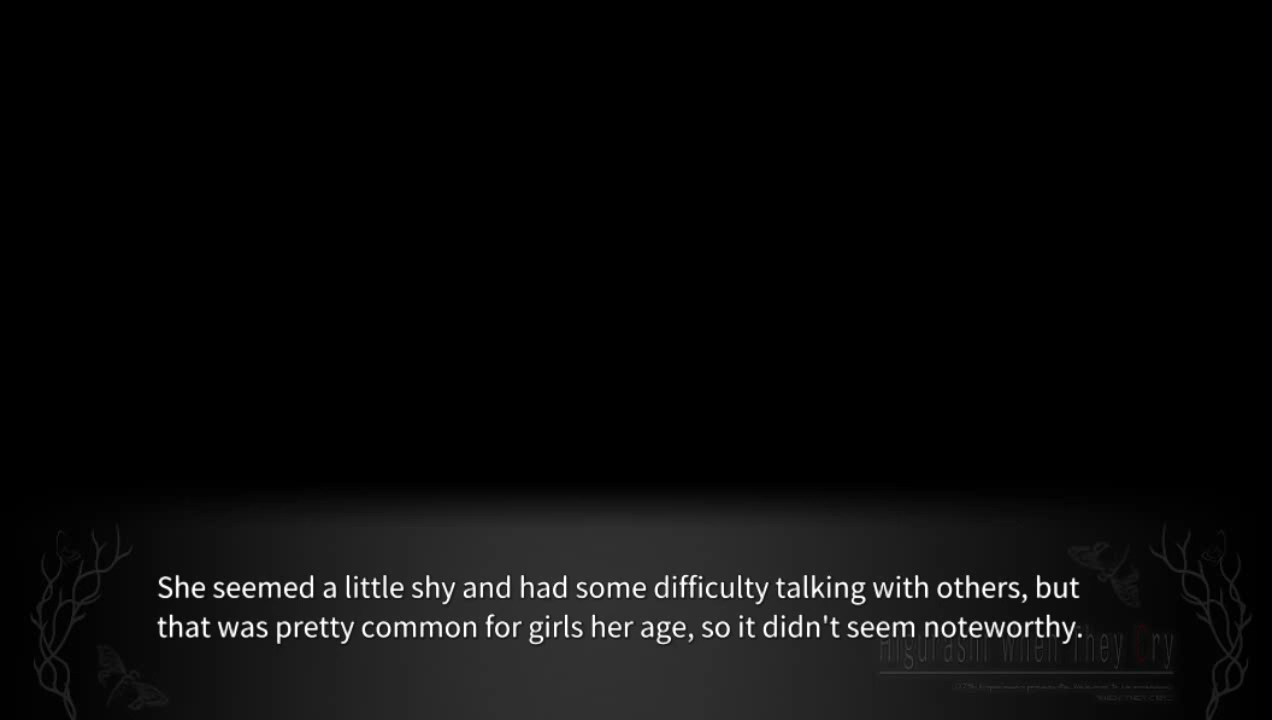 She seemed a little shy and had some difficulty talking with others, but
that was pretty common for girls her age, so it didn't seem noteworthy.
Higurashi When They Cry